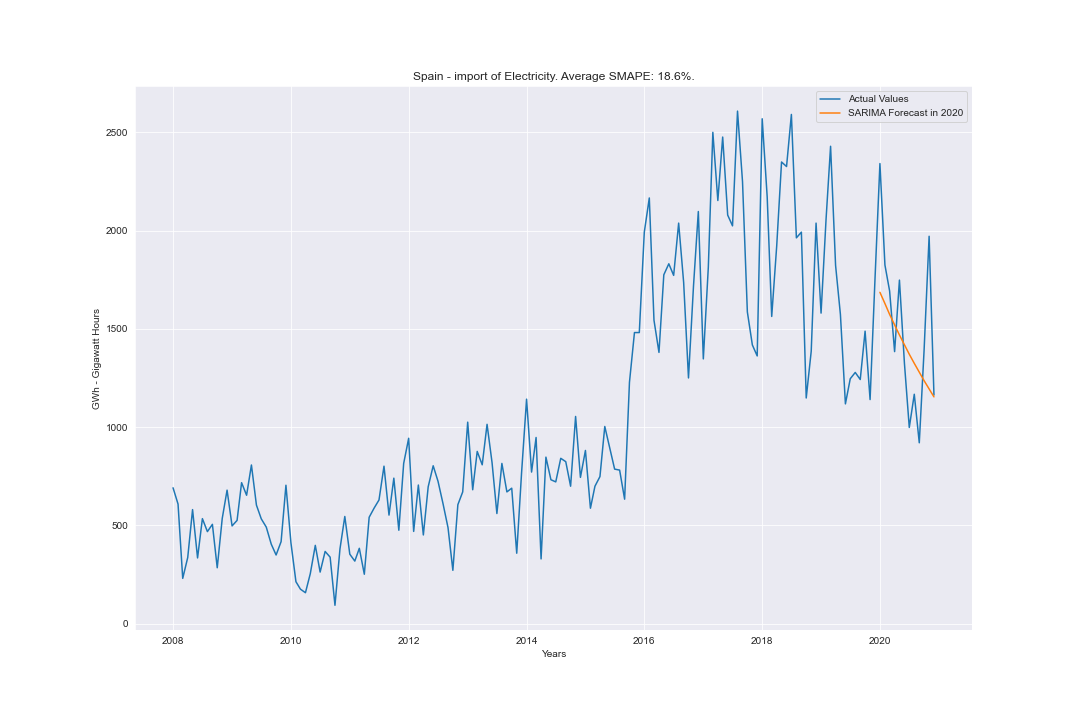 Spain - import of Electricity. Average SMAPE: 18.6%.
Actual Values
SARIMA Forecast in 2020
2500
2000
1500
1000
500
0
GWh - Gigawatt Hours
2008 2010 2012 2014 2016 2018 2020
Years